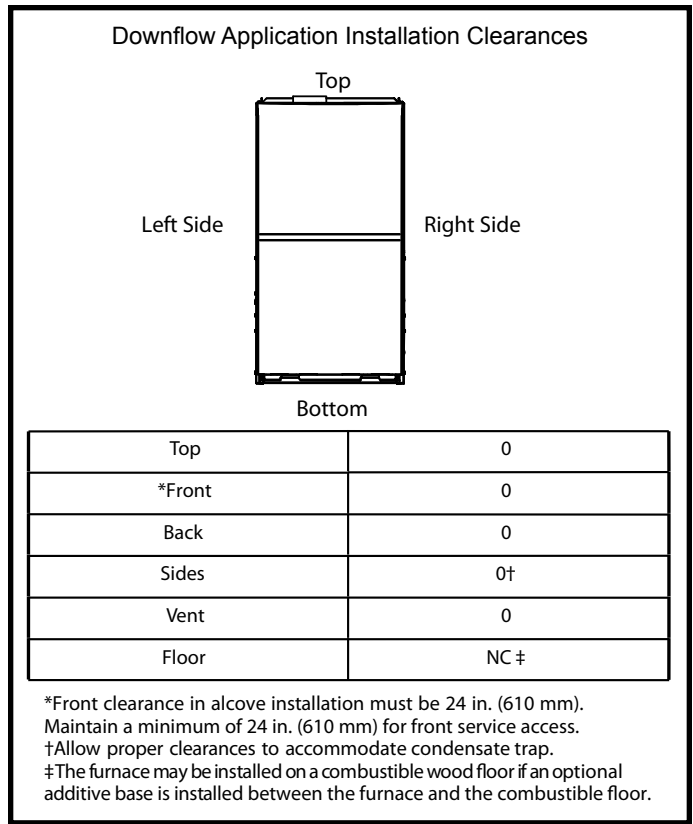 Downflow Application Installation Clearances
Top
Left Side Right Side
Bottom
Top 0
*Front 0
Back 0
Sides 0†
Vent 0
Floor NC ‡
*Front clearance in alcove installation must be 24 in. (610 mm).
Maintain a minimum of 24 in. (610 mm) for front service access.
†Allow proper clearances to accommodate condensate trap.
‡The furnace may be installed on a combustible wood floor if an optional
additive base is installed between the furnace and the combustible floor.